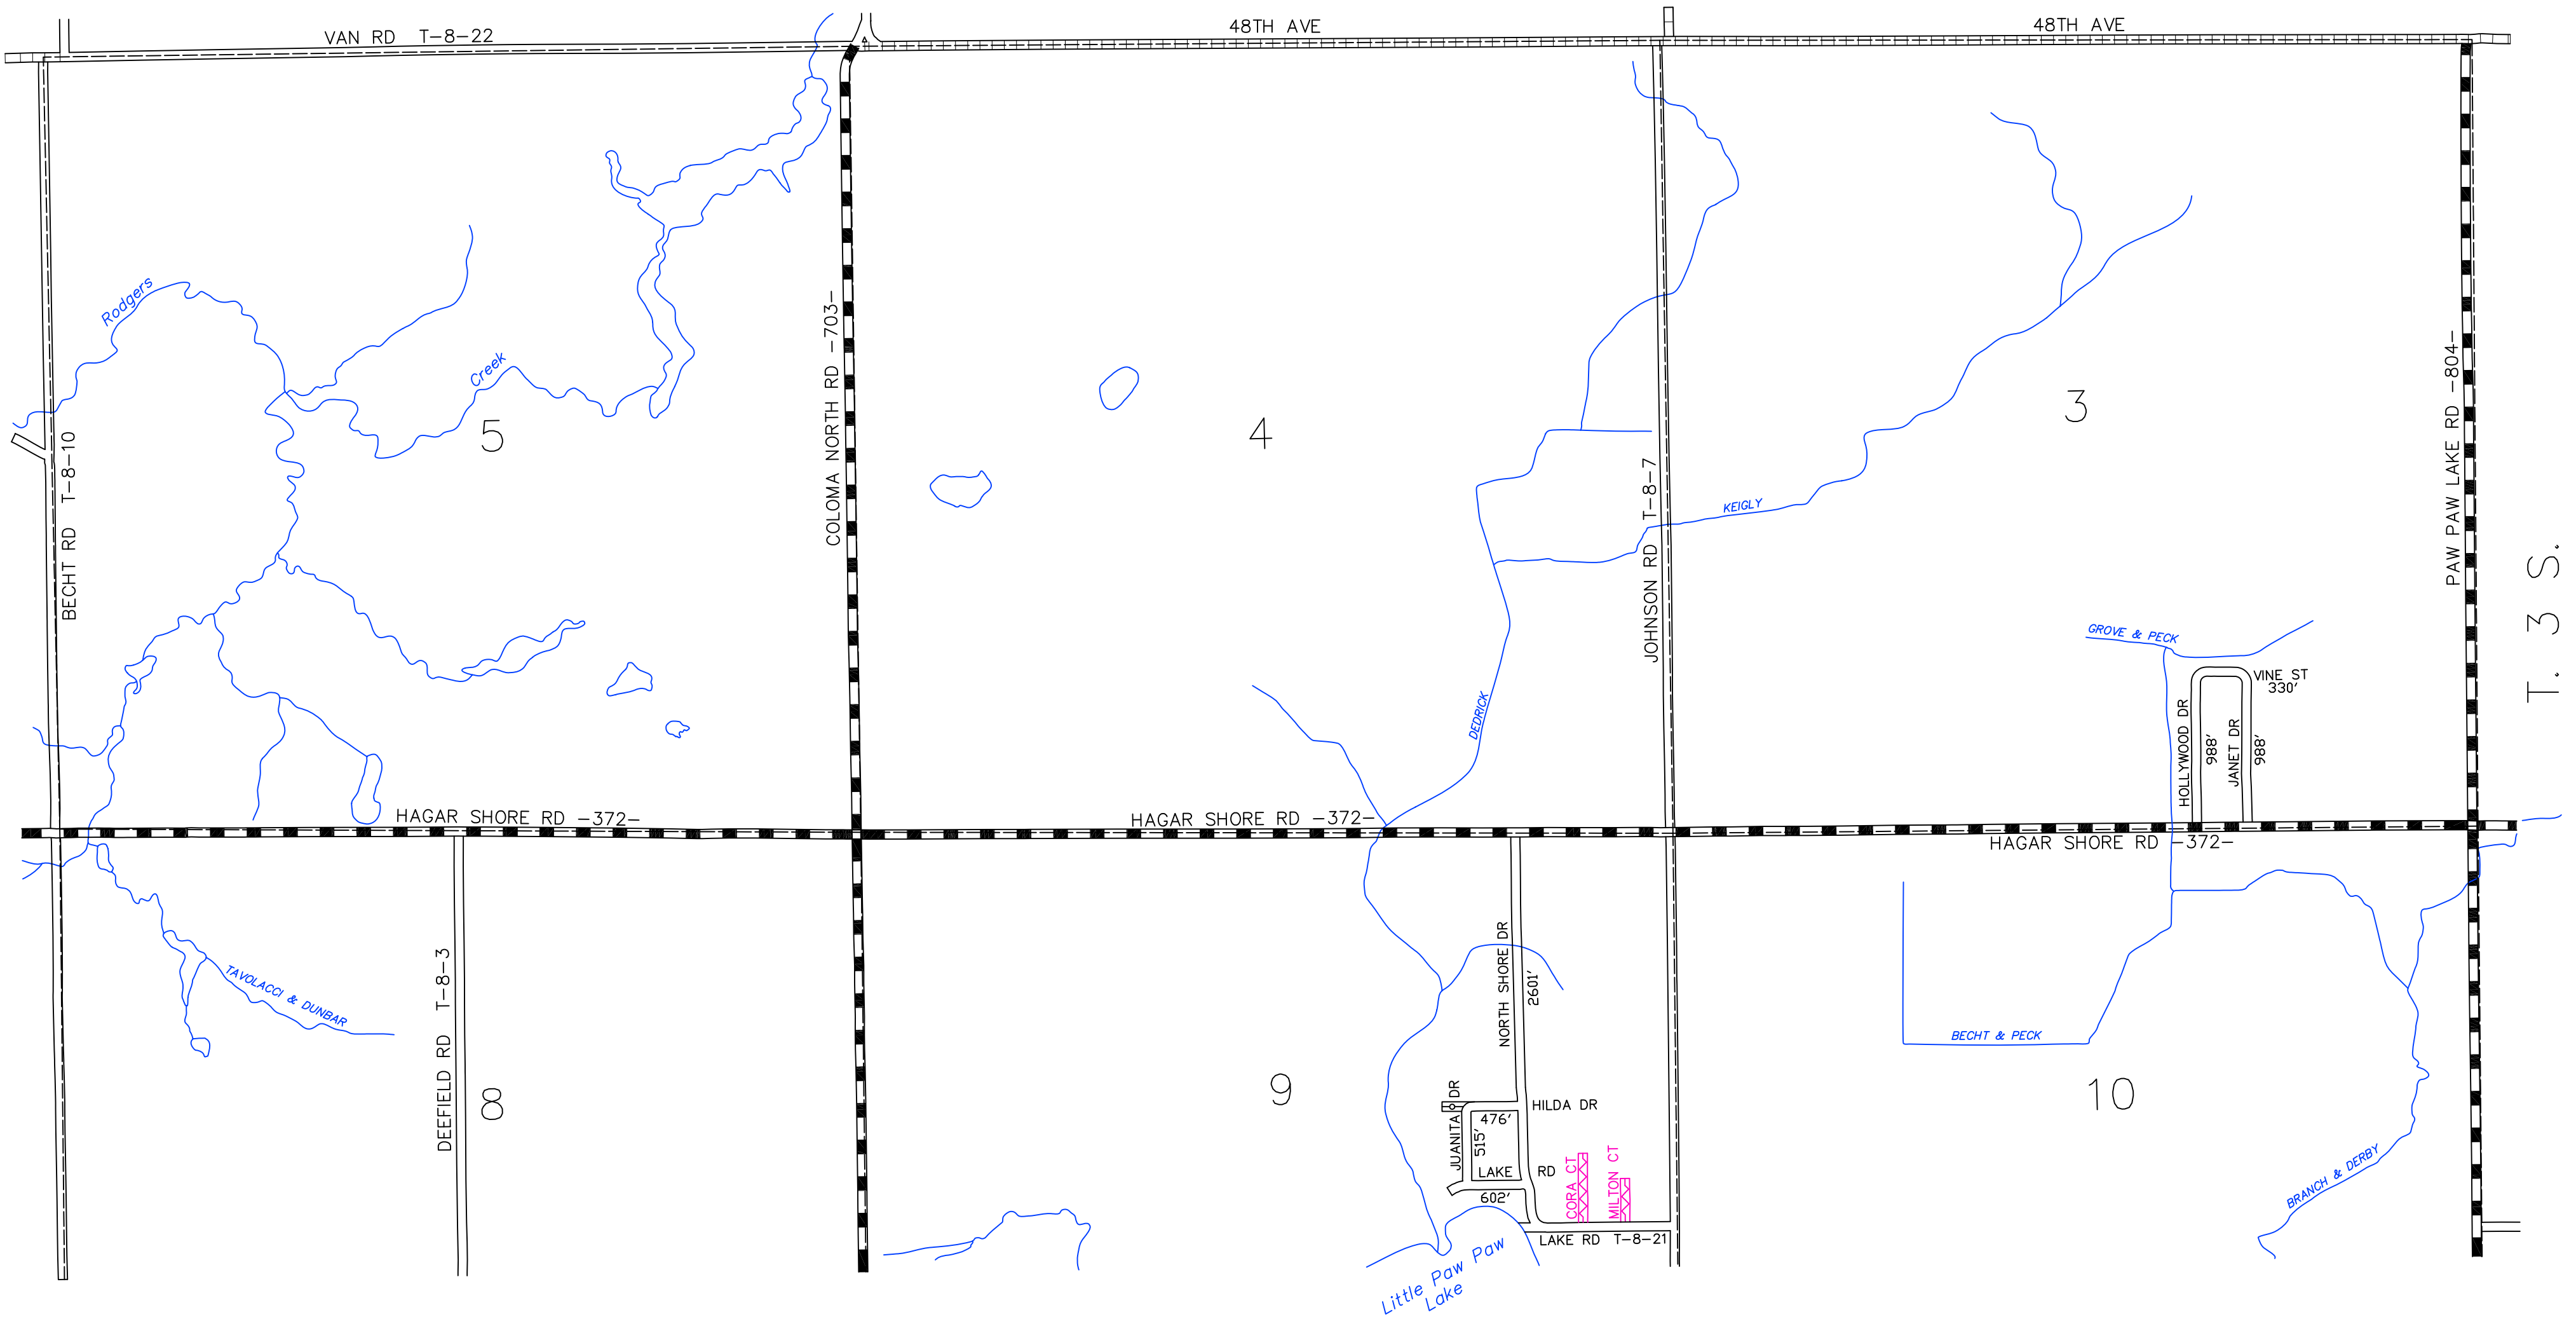 VAN RD T-8-22
48TH AVE
48TH AVE
Rodgers
Creek
BECHT RD T-8-10
5
COLOMA NORTH RD -703-
4
JOHNSON RD T-8-7
KEIGLY
DEDRICK
3
PAW PAW LAKE RD -804-
T. 3 S.
GROVE & PECK
VINE ST
330'
HOLLYWOOD DR
988'
JANET DR
988'
HAGAR SHORE RD -372-
HAGAR SHORE RD -372-
HAGAR SHORE RD -372-
TAVOLACCI & DUNBAR
DEEFIELD RD T-8-3
8
9
NORTH SHORE DR
2601'
JUANITA DR
HILDA DR
476'
515'
LAKE RD
602'
CORA CT
MILTON CT
LAKE RD T-8-21
Little Paw Paw
Lake
BECHT & PECK
10
BRANCH & DERBY